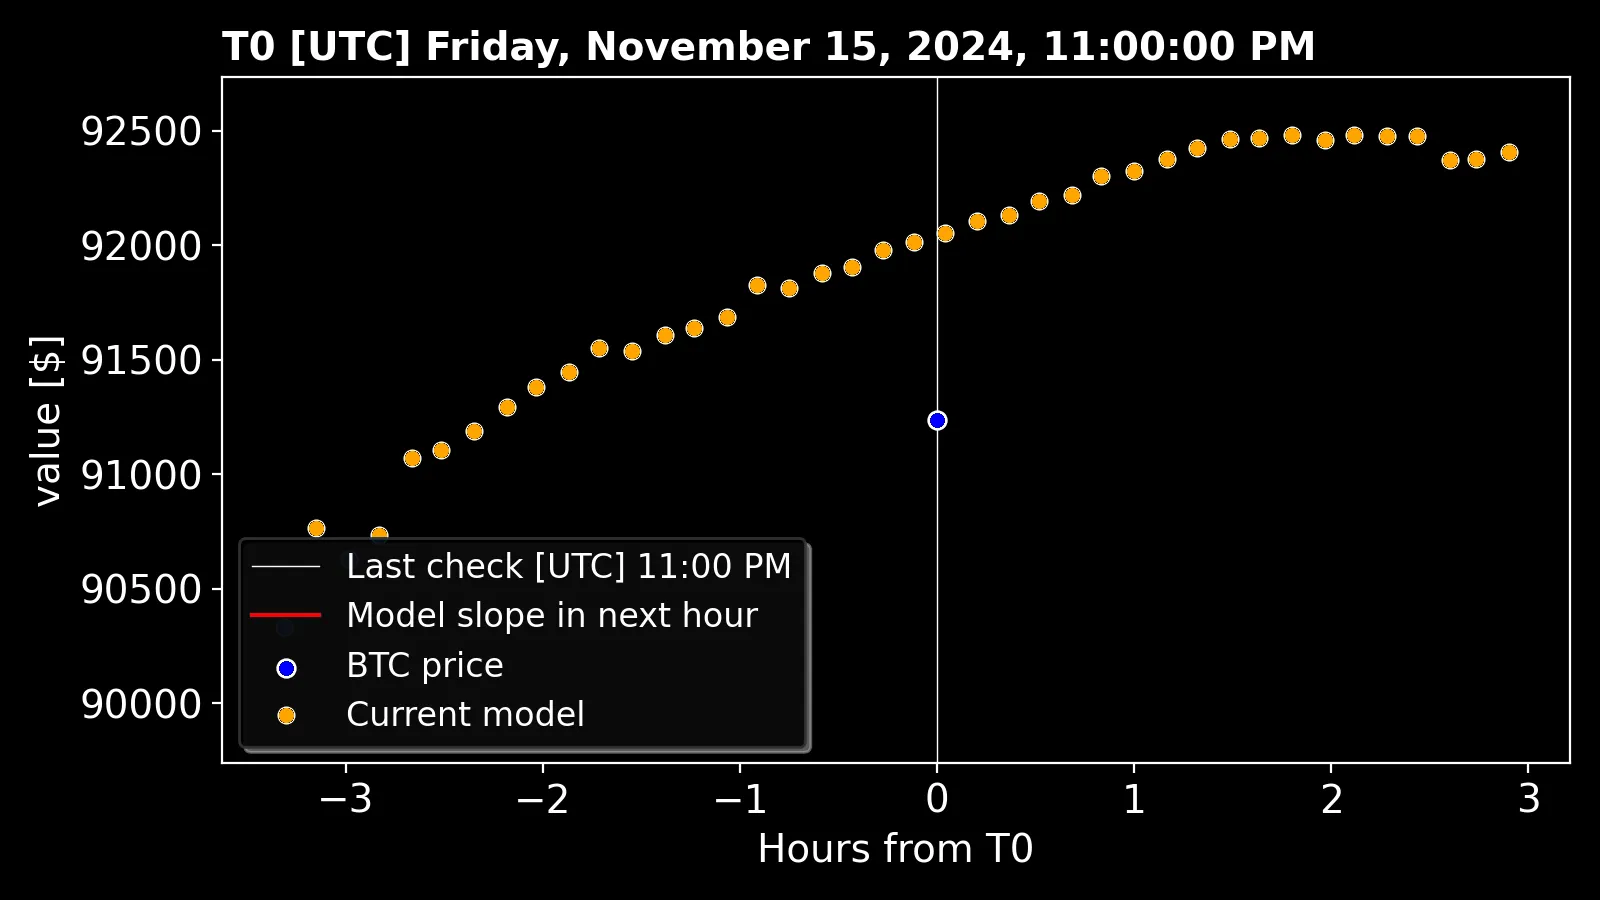 T0 [UTC] Friday, November 15, 2024, 11:00:00 PM
92500
92000
91500
91000
90500
90000
value [$]
Last check [UTC] 11:00 PM
Model slope in next hour
BTC price
Current model
−3 −2 −1 0 1 2 3
Hours from T0